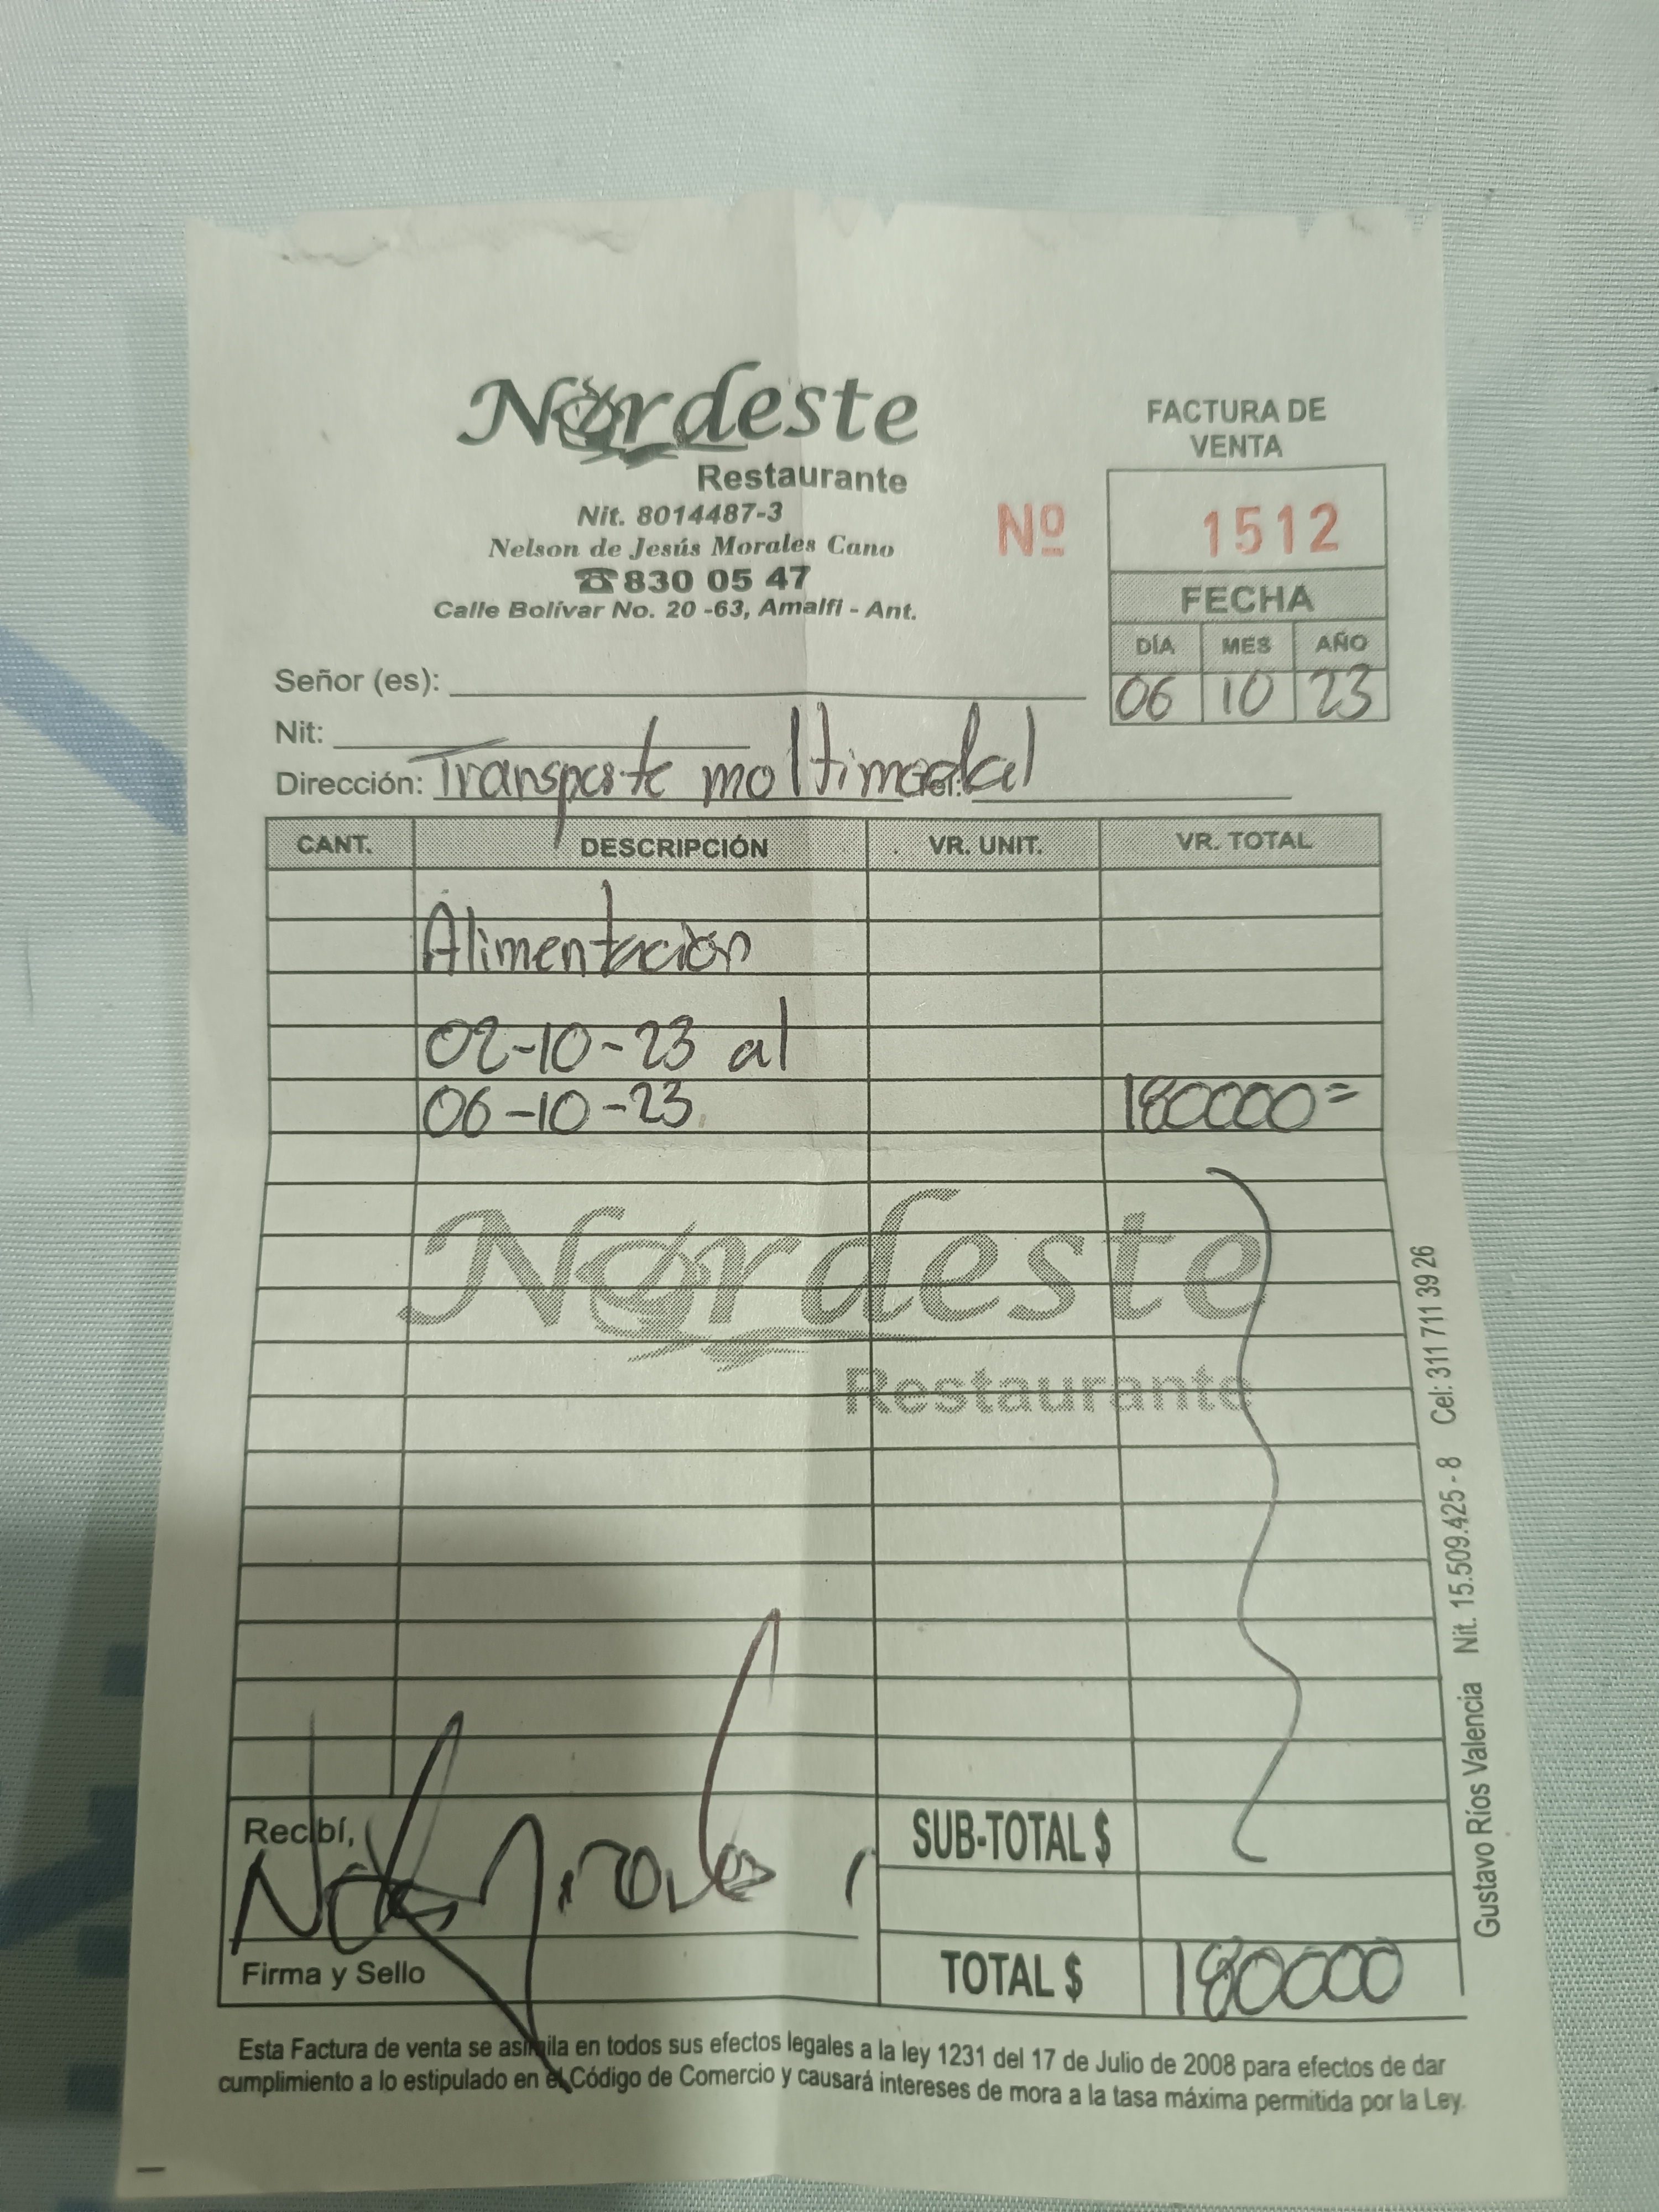 Nordeste
Restaurante
Nit. 8014487-3
Nelson de Jesús Morales Cano
☎ 830 05 47
Calle Bolívar No. 20 -63, Amalfi - Ant.
FACTURA DE
VENTA
Nº 1512
FECHA
DÍA MES AÑO
06 10 23
Señor (es):
Nit:
Dirección: Transporte moltimodal
CANT. DESCRIPCIÓN VR. UNIT. VR. TOTAL
Alimentación
02-10-23 al
06-10-23 180000=
Nordeste
Restaurante
Recibí,
SUB-TOTAL $
Firma y Sello
TOTAL $ 180000
Esta Factura de venta se asimila en todos sus efectos legales a la ley 1231 del 17 de Julio de 2008 para efectos de dar
cumplimiento a lo estipulado en el Código de Comercio y causará intereses de mora a la tasa máxima permitida por la Ley.
Gustavo Ríos Valencia Nit. 15.509.425 - 8 Cel: 311 711 39 26